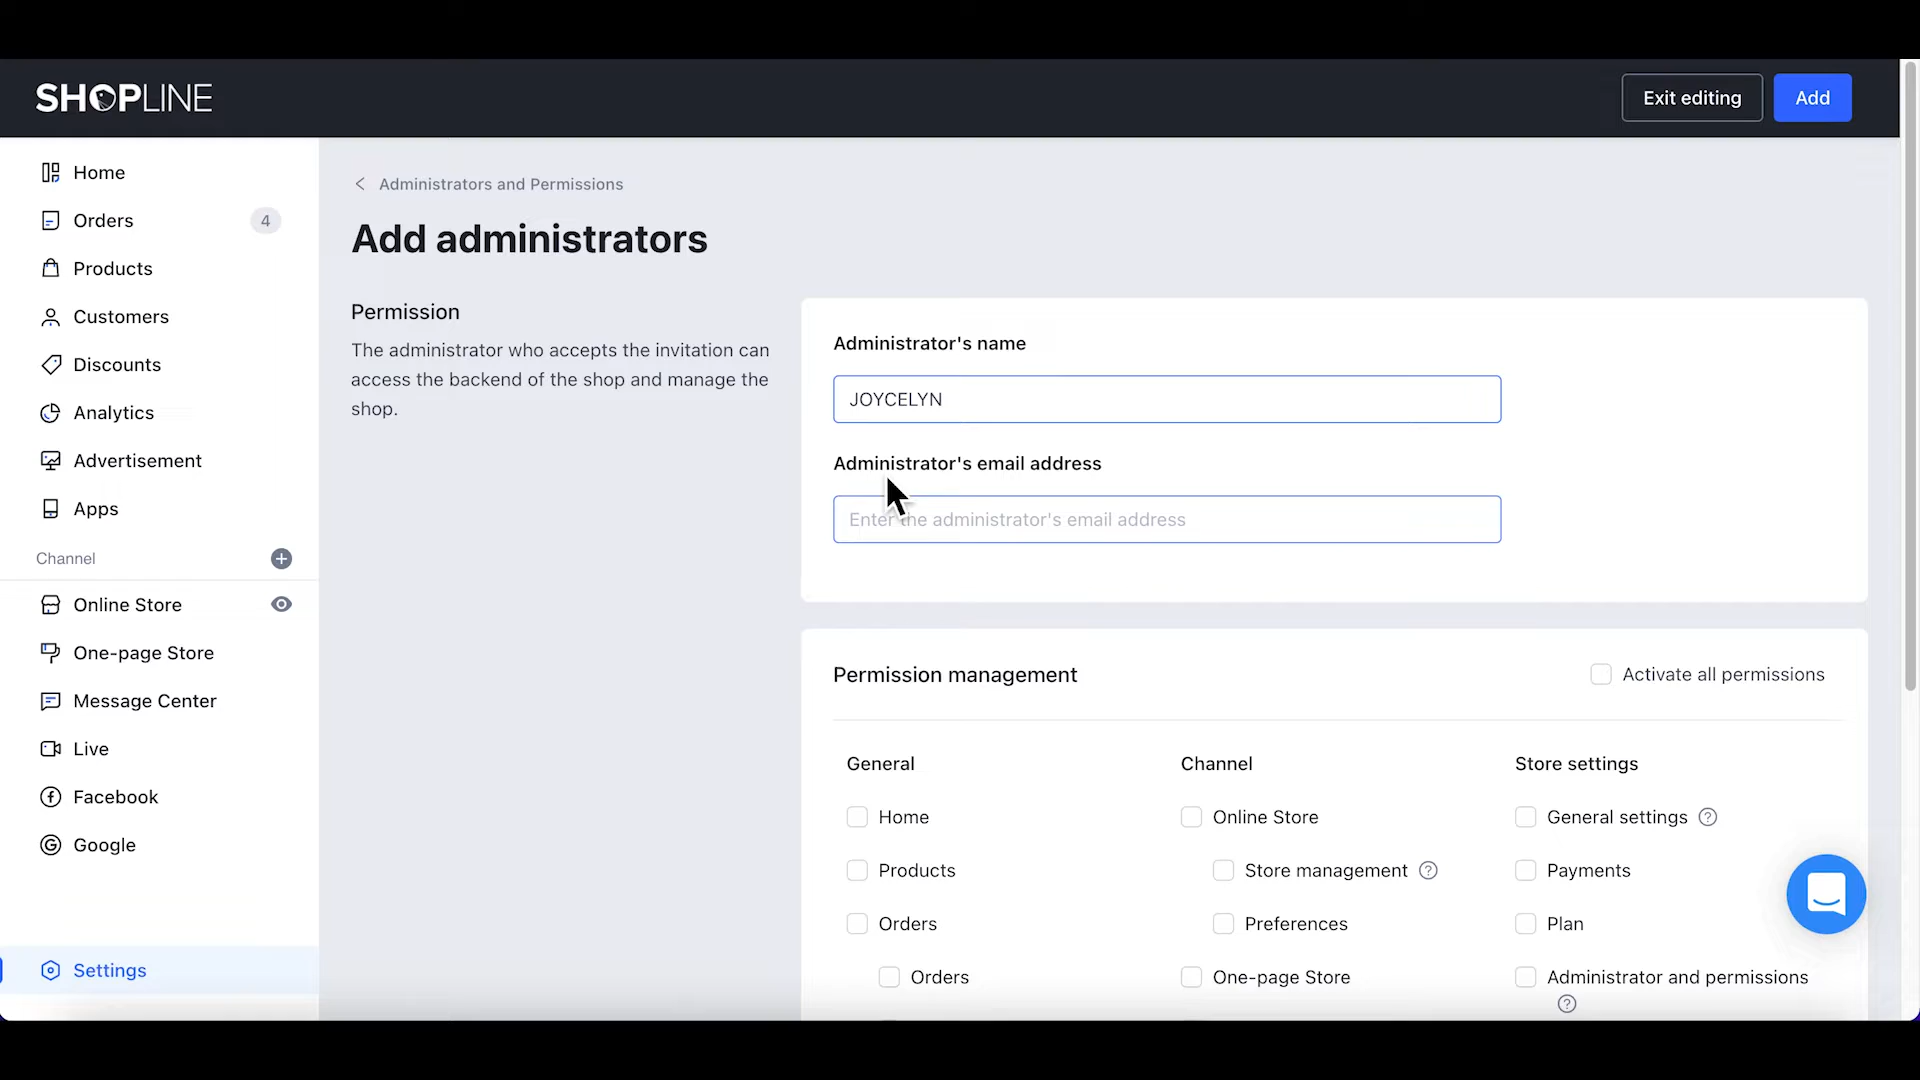 SHOPLINE
Exit editing
Add
Home
Orders
4
Products
Customers
Discounts
Analytics
Advertisement
Apps
Channel
Online Store
One-page Store
Message Center
Live
Facebook
Google
Settings
Administrators and Permissions
Add administrators
Permission
The administrator who accepts the invitation can
access the backend of the shop and manage the
shop.
Administrator's name
JOYCELYN
Administrator's email address
Enter the administrator's email address
Permission management
Activate all permissions
General
Home
Products
Orders
Orders
Channel
Online Store
Store management
Preferences
One-page Store
Store settings
General settings
Payments
Plan
Administrator and permissions